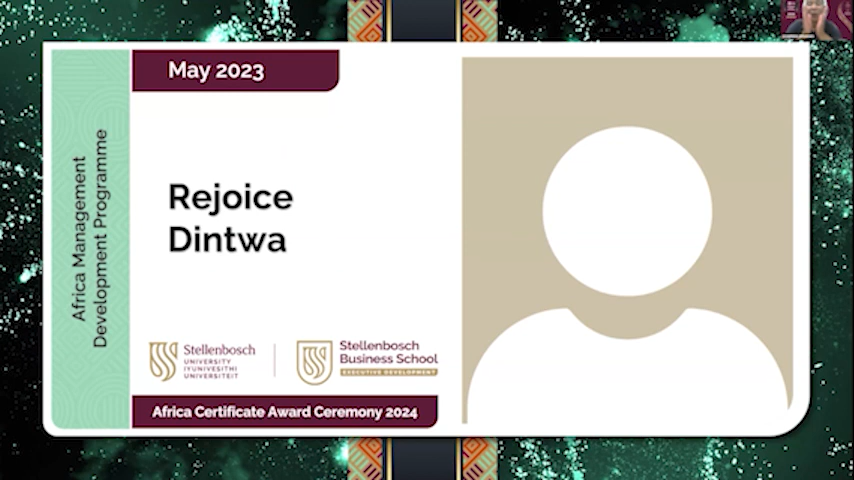 May 2023
Africa Management
Development Programme
Rejoice
Dintwa
Stellenbosch
UNIVERSITY
IYUNIVESITHI
UNIVERSITEIT
Stellenbosch
Business School
EXECUTIVE DEVELOPMENT
Africa Certificate Award Ceremony 2024